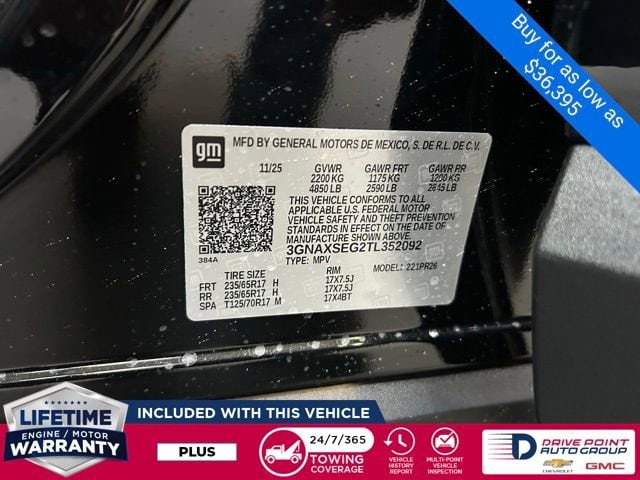 Buy for as low as
$36,395
gm
MFD BY GENERAL MOTORS DE MEXICO, S. DE R.L. DE C.V.
11/25 GVWR GAWR FRT GAWR RR
2200 KG 1175 KG 1200 KG
4850 LB 2590 LB 2645 LB
THIS VEHICLE CONFORMS TO ALL
APPLICABLE U.S. FEDERAL MOTOR
VEHICLE SAFETY AND THEFT PREVENTION
STANDARDS IN EFFECT ON THE DATE OF
MANUFACTURE SHOWN ABOVE.
3GNAXSEG2TL352092
384A
TYPE: MPV MODEL: 221PR26
TIRE SIZE RIM
FRT 235/65R17 H 17X7.5J
RR 235/65R17 H 17X7.5J
SPA T125/70R17 M 17X4BT
LIFETIME
ENGINE / MOTOR
WARRANTY
INCLUDED WITH THIS VEHICLE
PLUS
24/7/365
TOWING
COVERAGE
VEHICLE
HISTORY
REPORT
MULTI-POINT
VEHICLE
INSPECTION
DRIVE POINT
AUTO GROUP
CHEVROLET GMC